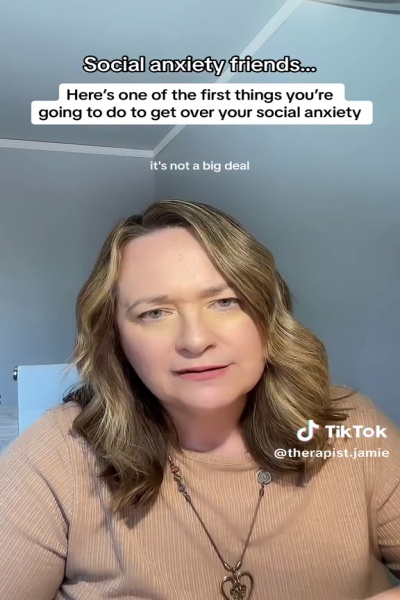 Social anxiety friends...
Here's one of the first things you're
going to do to get over your social anxiety
it's not a big deal
TikTok
@therapist.jamie